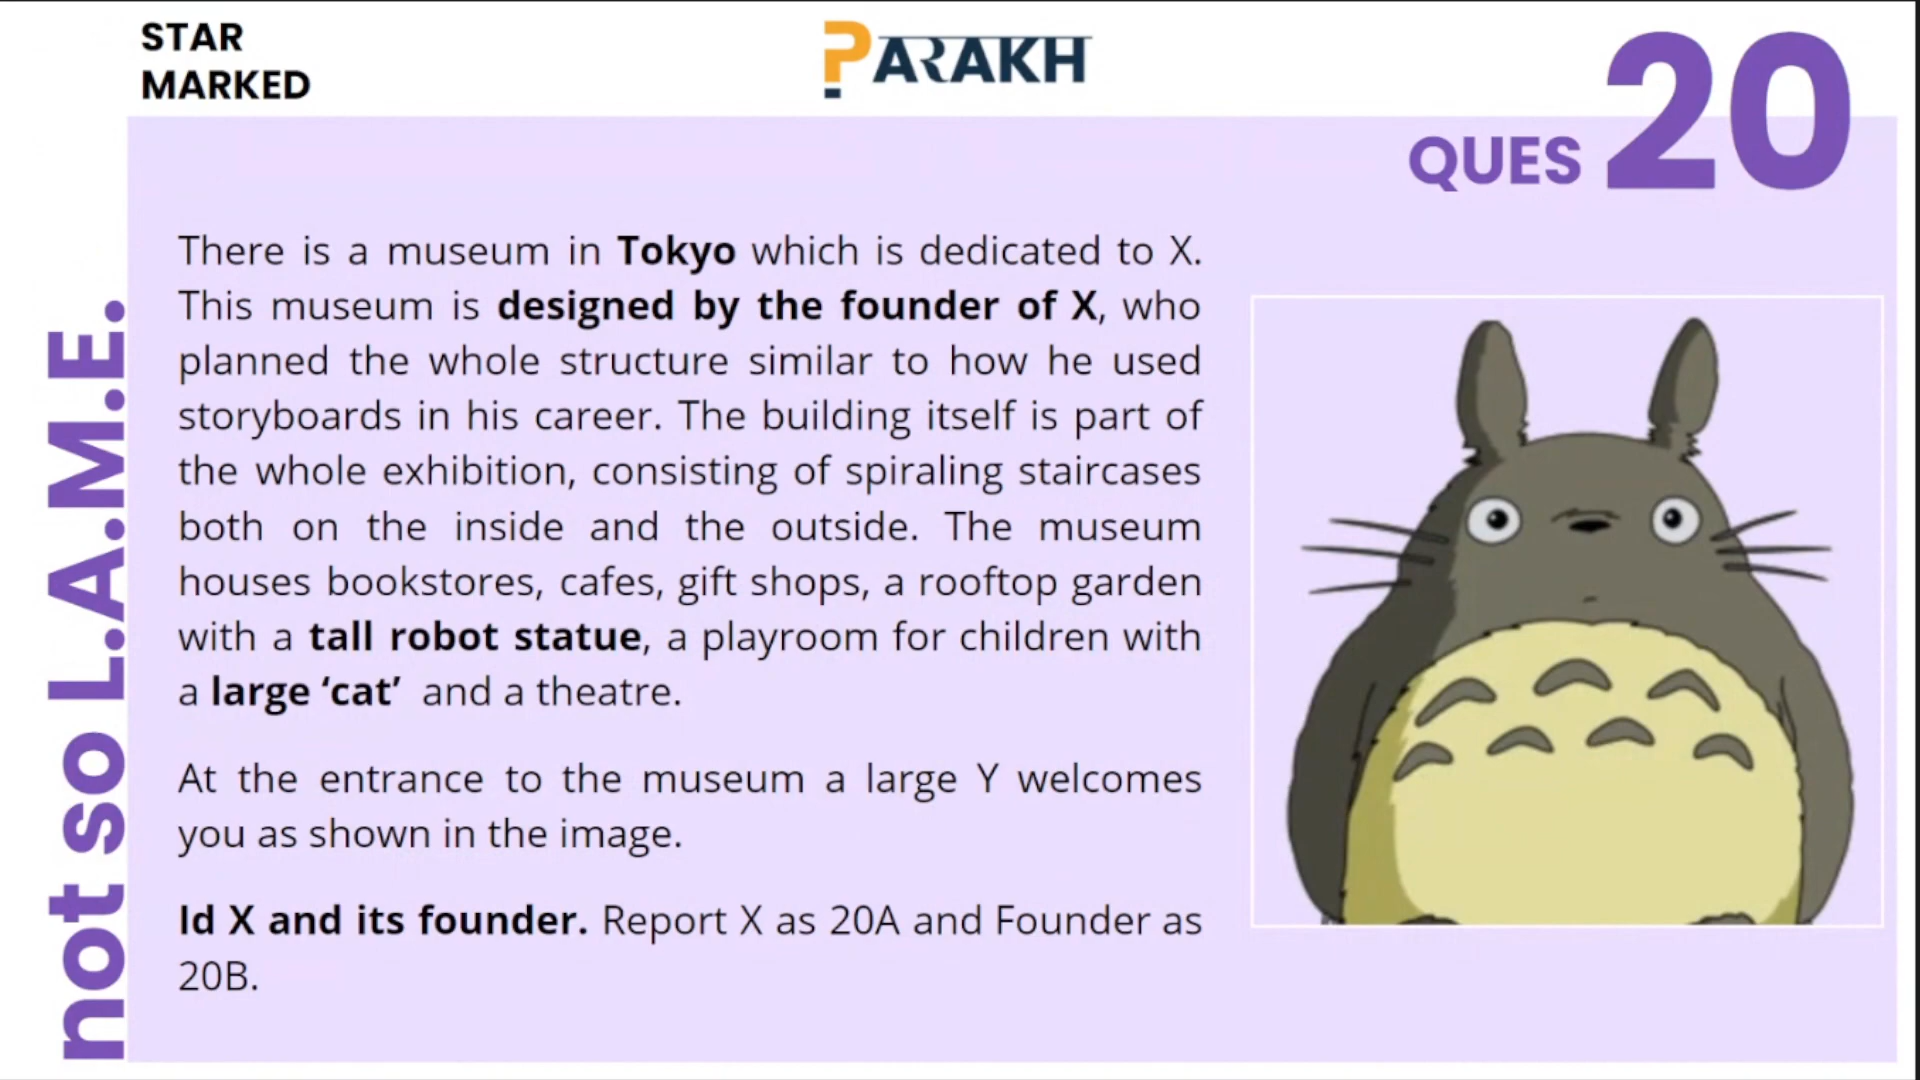 STAR
MARKED
PARAKH
QUES 20
There is a museum in Tokyo which is dedicated to X.
This museum is designed by the founder of X, who
planned the whole structure similar to how he used
storyboards in his career. The building itself is part of
the whole exhibition, consisting of spiraling staircases
both on the inside and the outside. The museum
houses bookstores, cafes, gift shops, a rooftop garden
with a tall robot statue, a playroom for children with
a large ‘cat’ and a theatre.
At the entrance to the museum a large Y welcomes
you as shown in the image.
Id X and its founder. Report X as 20A and Founder as
20B.
not so L.A.M.E.